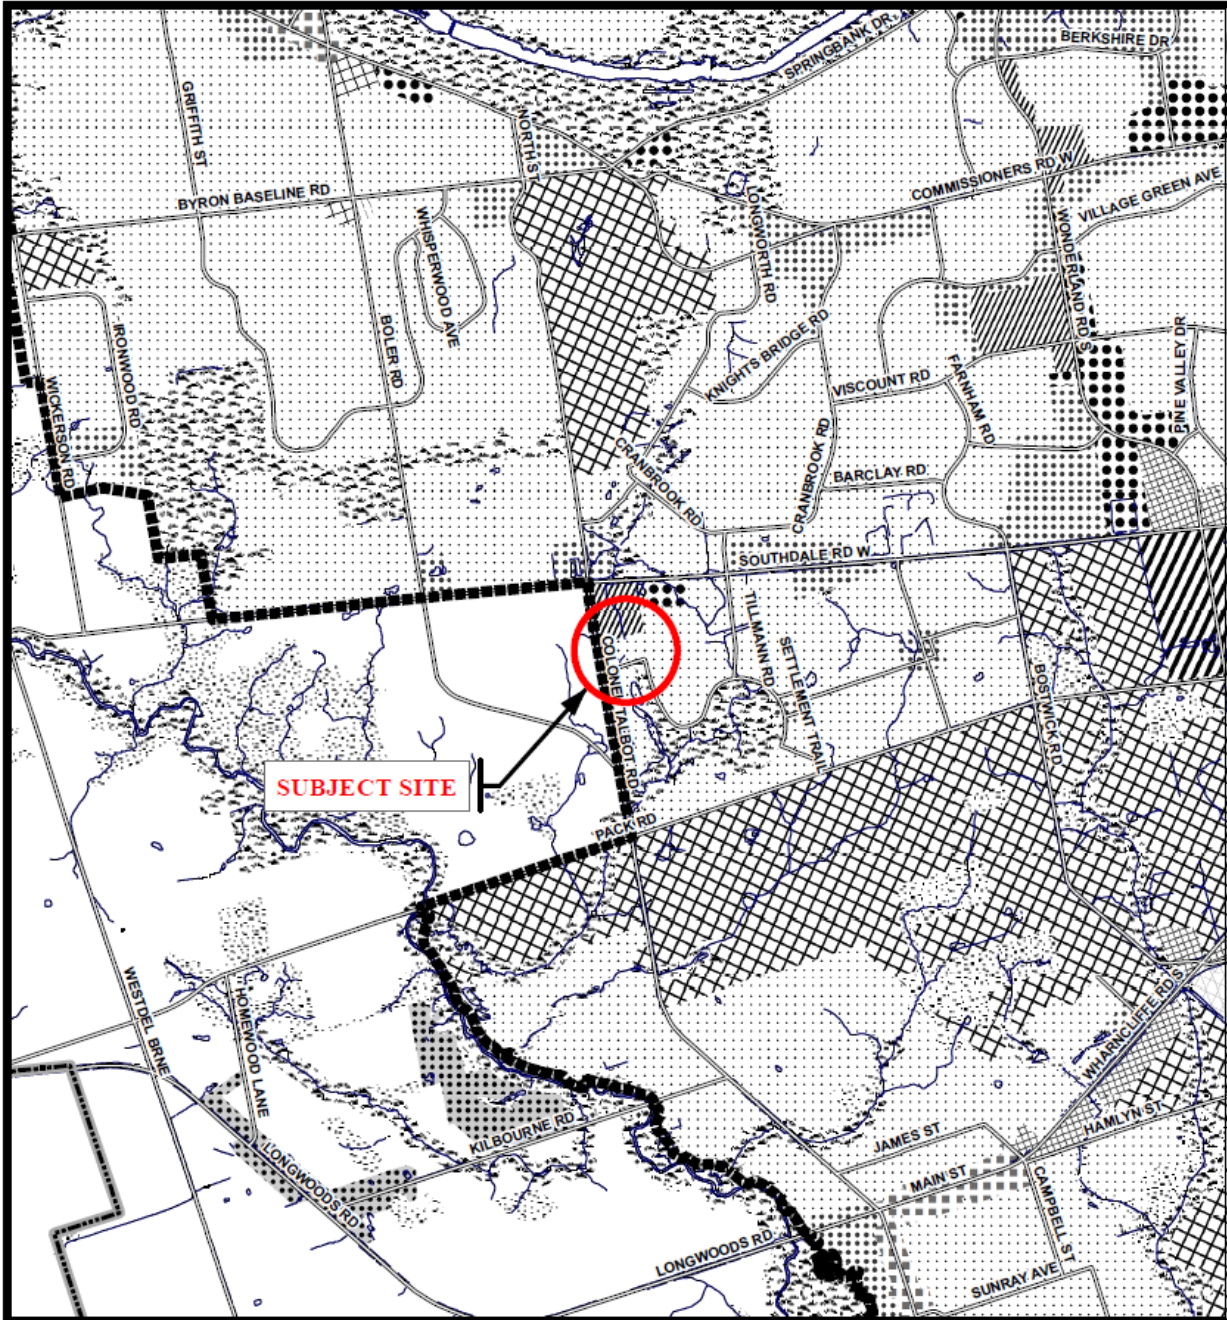 SPRINGBANK DR
BERKSHIRE DR
GRIFFITH ST
NORTH ST
COMMISSIONERS RD W
BYRON BASELINE RD
VILLAGE GREEN AVE
LONGWORTH RD
WHISPERWOOD AVE
WONDERLAND RD S
IRONWOOD RD
BOLER RD
KNIGHTS BRIDGE RD
PINE VALLEY DR
VISCOUNT RD
FARNHAM RD
WICKERSON RD
CRANBROOK RD
CRANBROOK RD
BARCLAY RD
SOUTHDALE RD W
TILLMANN RD
SETTLEMENT TRAIL
COLONEL TALBOT RD
BOSTWICK RD
SUBJECT SITE
PACK RD
WESTDEL BRNE
HOMEWOOD LANE
WHARNCLIFFE RD S
KILBOURNE RD
HAMLYN ST
JAMES ST
LONGWOODS RD
MAIN ST
CAMPBELL ST
LONGWOODS RD
SUNRAY AVE